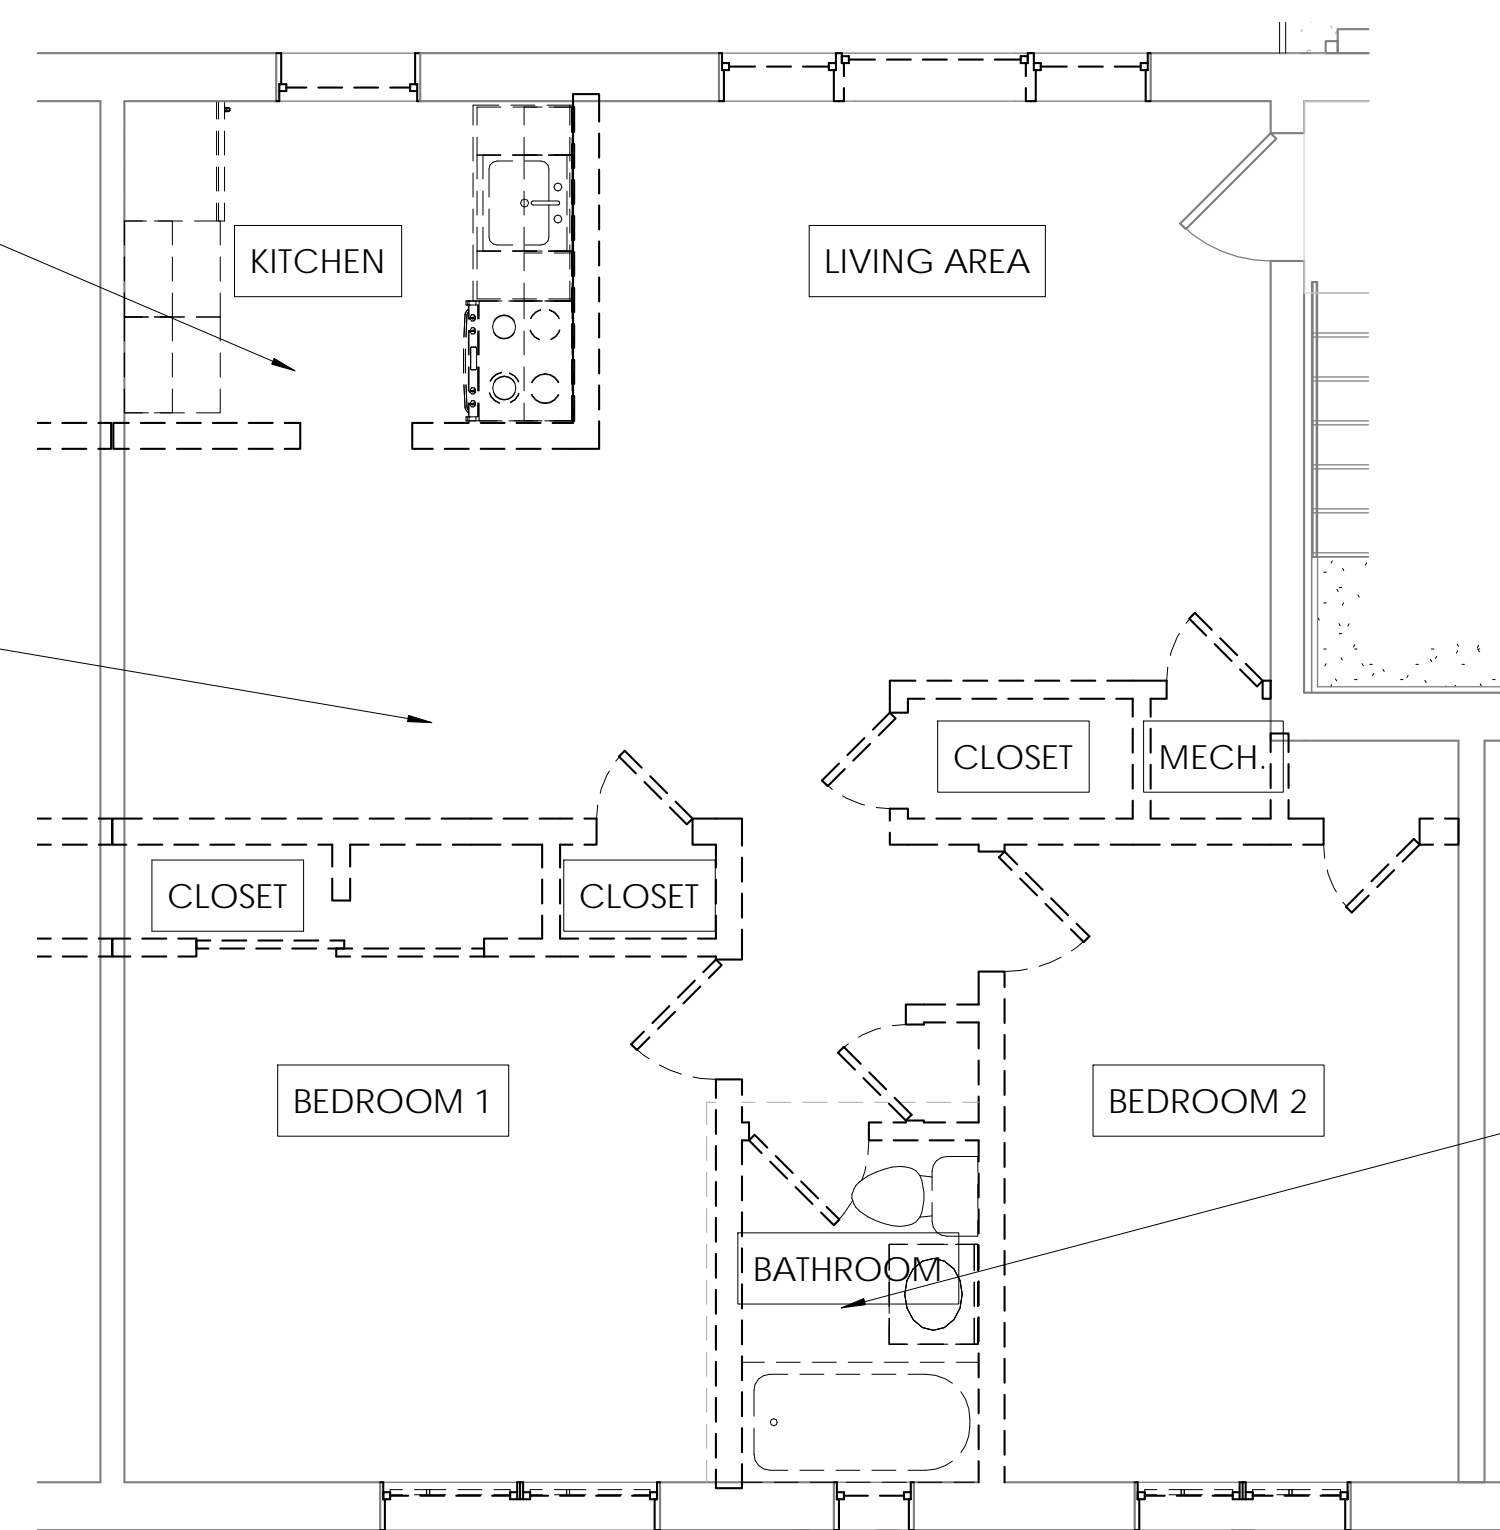 KITCHEN
LIVING AREA
CLOSET
MECH.
CLOSET
CLOSET
BEDROOM 1
BEDROOM 2
BATHROOM